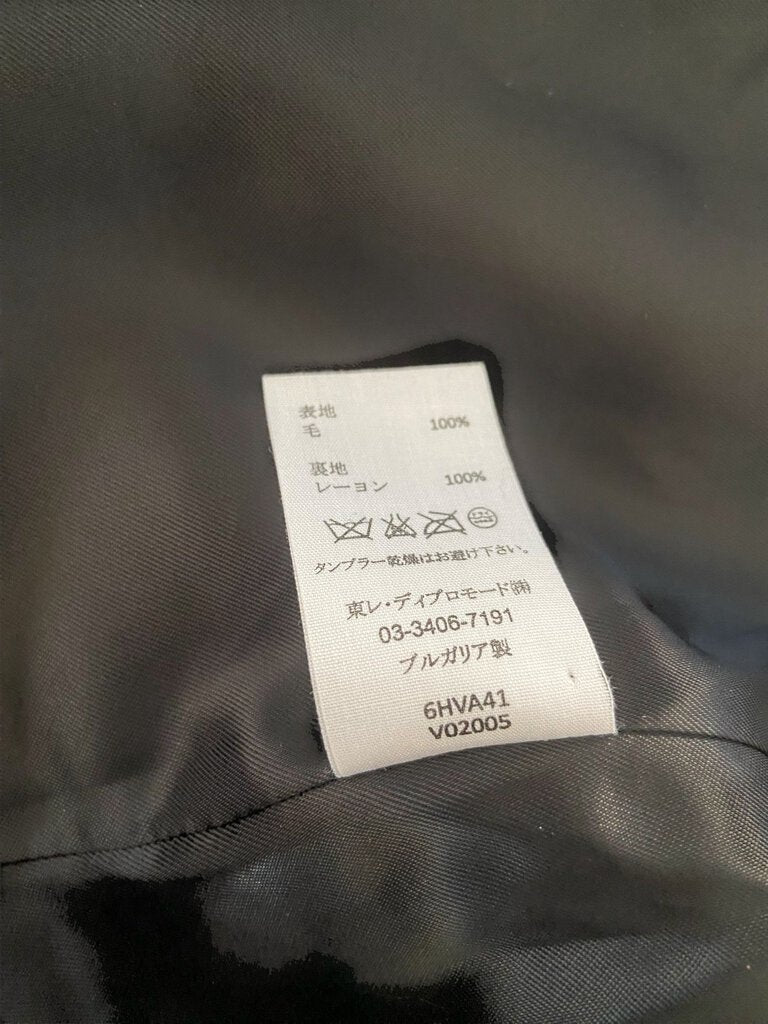 表地
毛 100%
裏地
レーヨン 100%
タンブラー乾燥はお避け下さい。
東レ・ディプロモード㈱
03-3406-7191
ブルガリア製
6HVA41
V02005